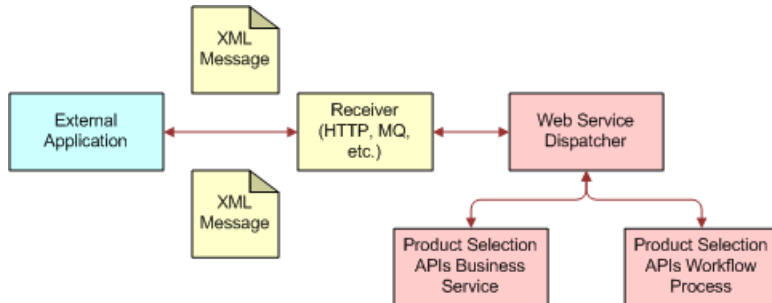 XML
Message
External
Application
Receiver
(HTTP, MQ,
etc.)
Web Service
Dispatcher
XML
Message
Product Selection
APIs Business
Service
Product Selection
APIs Workflow
Process